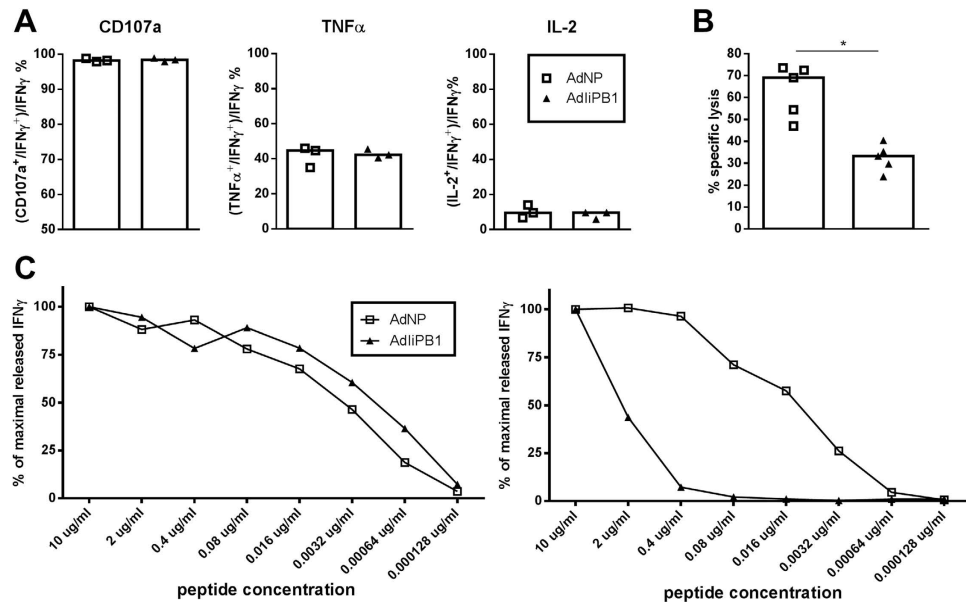 A
CD107a
(CD107a⁺/IFNγ⁺)/IFNγ %
100
90
80
70
60
50
TNFα
(TNFα⁺/IFNγ⁺)/IFNγ %
100
80
60
40
20
0
IL-2
(IL-2⁺/IFNγ⁺)/IFNγ%
100
80
60
40
20
0
AdNP
AdIiPB1
B
*
% specific lysis
80
70
60
50
40
30
20
10
0
C
% of maximal released IFNγ
100
75
50
25
0
AdNP
AdIiPB1
10 ug/ml
2 ug/ml
0.4 ug/ml
0.08 ug/ml
0.016 ug/ml
0.0032 ug/ml
0.00064 ug/ml
0.000128 ug/ml
peptide concentration
% of maximal released IFNγ
100
75
50
25
0
10 ug/ml
2 ug/ml
0.4 ug/ml
0.08 ug/ml
0.016 ug/ml
0.0032 ug/ml
0.00064 ug/ml
0.000128 ug/ml
peptide concentration